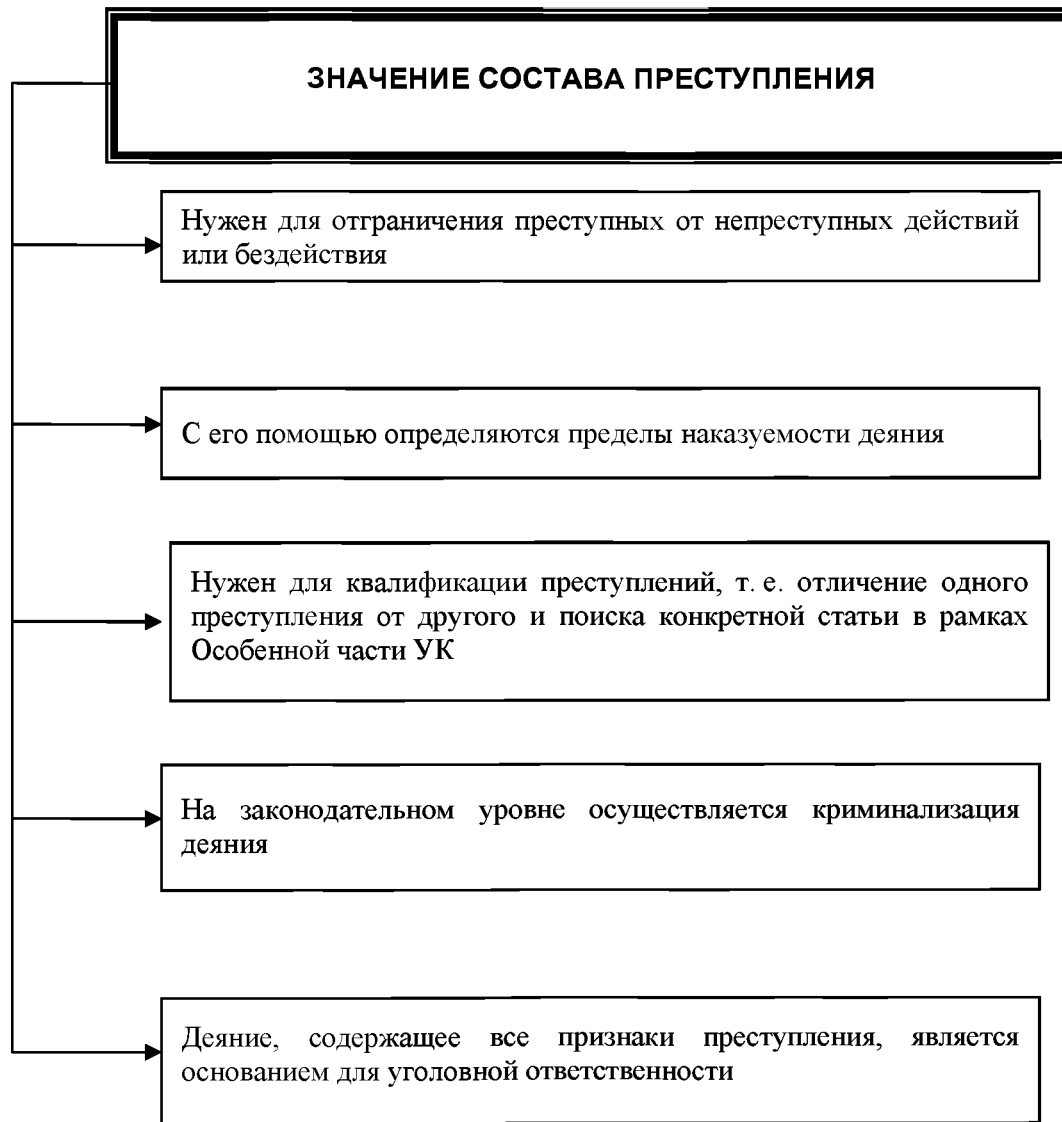 ЗНАЧЕНИЕ СОСТАВА ПРЕСТУПЛЕНИЯ
Нужен для отграничения преступных от непреступных действий
или бездействия
С его помощью определяются пределы наказуемости деяния
Нужен для квалификации преступлений, т. е. отличение одного
преступления от другого и поиска конкретной статьи в рамках
Особенной части УК
На законодательном уровне осуществляется криминализация
деяния
Деяние, содержащее все признаки преступления, является
основанием для уголовной ответственности